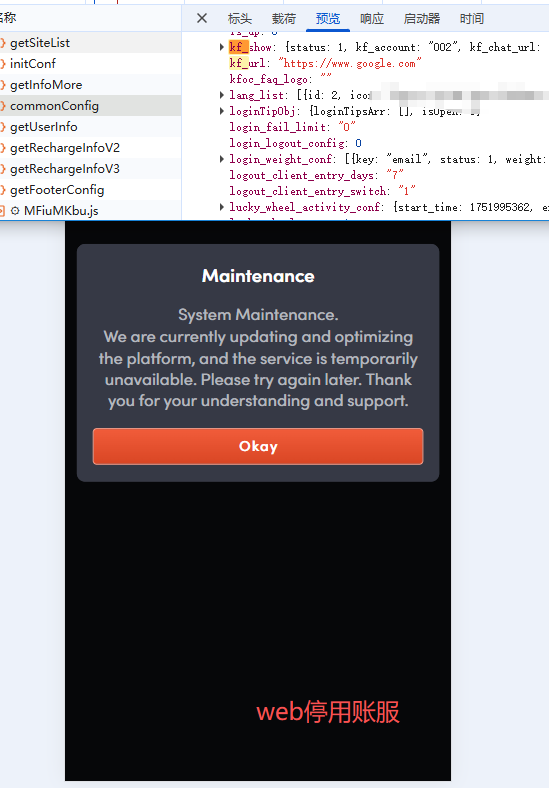 名称
标头 载荷 预览 响应 启动器 时间
getSiteList
initConf
getInfoMore
commonConfig
getUserInfo
getRechargeInfoV2
getRechargeInfoV3
getFooterConfig
MFiuMKbu.js
is_up: 0
kf_show: {status: 1, kf_account: "002", kf_chat_url:
kf_url: "https://www.google.com"
kfoc_faq_logo: ""
lang_list: [{id: 2, icon
loginTipObj: {loginTipsArr: [], isOpen:
login_fail_limit: "0"
login_logout_config: 0
login_weight_conf: [{key: "email", status: 1, weight:
logout_client_entry_days: "7"
logout_client_entry_switch: "1"
lucky_wheel_activity_conf: {start_time: 1751995362,
Maintenance
System Maintenance.
We are currently updating and optimizing
the platform, and the service is temporarily
unavailable. Please try again later. Thank
you for your understanding and support.
Okay
web停用账服